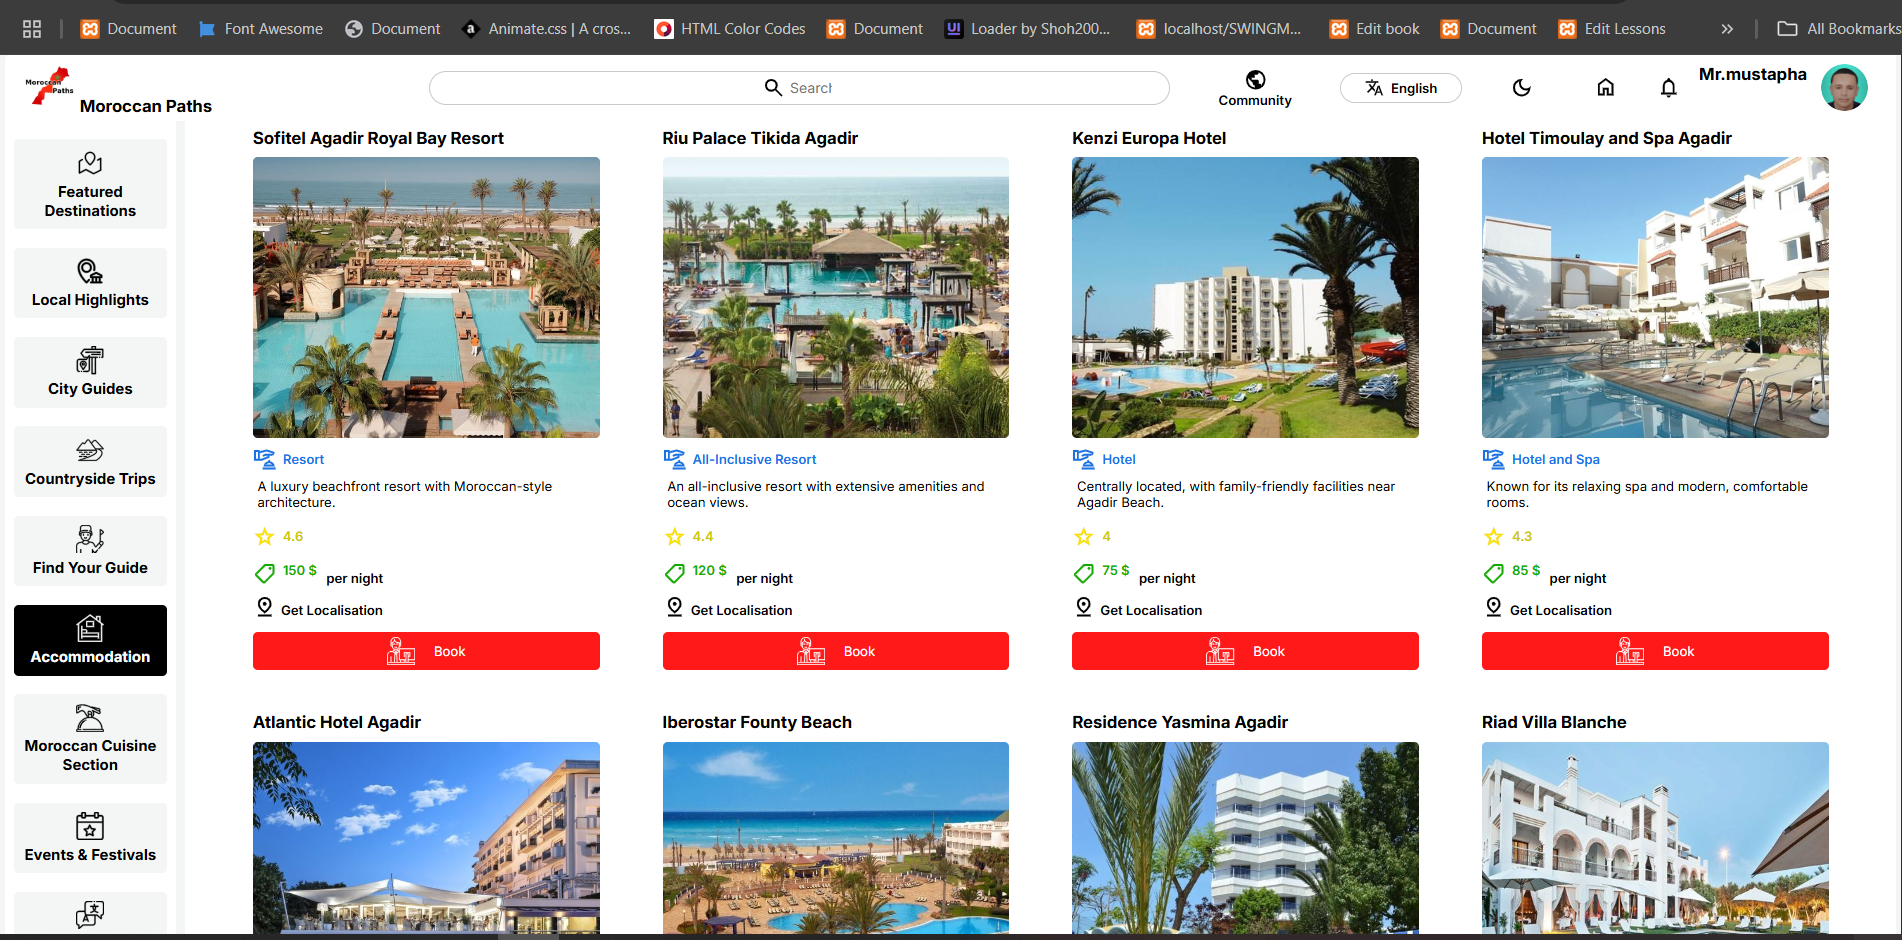 Document
Font Awesome
Document
Animate.css | A cros...
HTML Color Codes
Document
Loader by Shoh200...
localhost/SWINGM...
Edit book
Document
Edit Lessons
All Bookmarks
Moroccan
Paths
Moroccan Paths
Search
Community
English
Mr.mustapha
Featured
Destinations
Local Highlights
City Guides
Countryside Trips
Find Your Guide
Accommodation
Moroccan Cuisine
Section
Events & Festivals
Sofitel Agadir Royal Bay Resort
Resort
A luxury beachfront resort with Moroccan-style
architecture.
4.6
150 $ per night
Get Localisation
Book
Riu Palace Tikida Agadir
All-Inclusive Resort
An all-inclusive resort with extensive amenities and
ocean views.
4.4
120 $ per night
Get Localisation
Book
Kenzi Europa Hotel
Hotel
Centrally located, with family-friendly facilities near
Agadir Beach.
4
75 $ per night
Get Localisation
Book
Hotel Timoulay and Spa Agadir
Hotel and Spa
Known for its relaxing spa and modern, comfortable
rooms.
4.3
85 $ per night
Get Localisation
Book
Atlantic Hotel Agadir
Iberostar Founty Beach
Residence Yasmina Agadir
Riad Villa Blanche